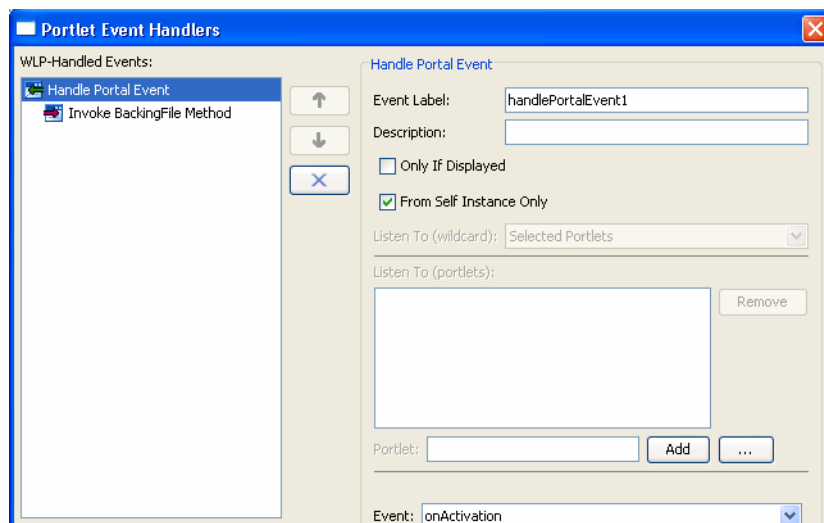 Portlet Event Handlers
WLP-Handled Events:
Handle Portal Event
Invoke BackingFile Method
Handle Portal Event
Event Label: handlePortalEvent1
Description:
Only If Displayed
From Self Instance Only
Listen To (wildcard): Selected Portlets
Listen To (portlets):
Remove
Portlet: Add ...
Event: onActivation